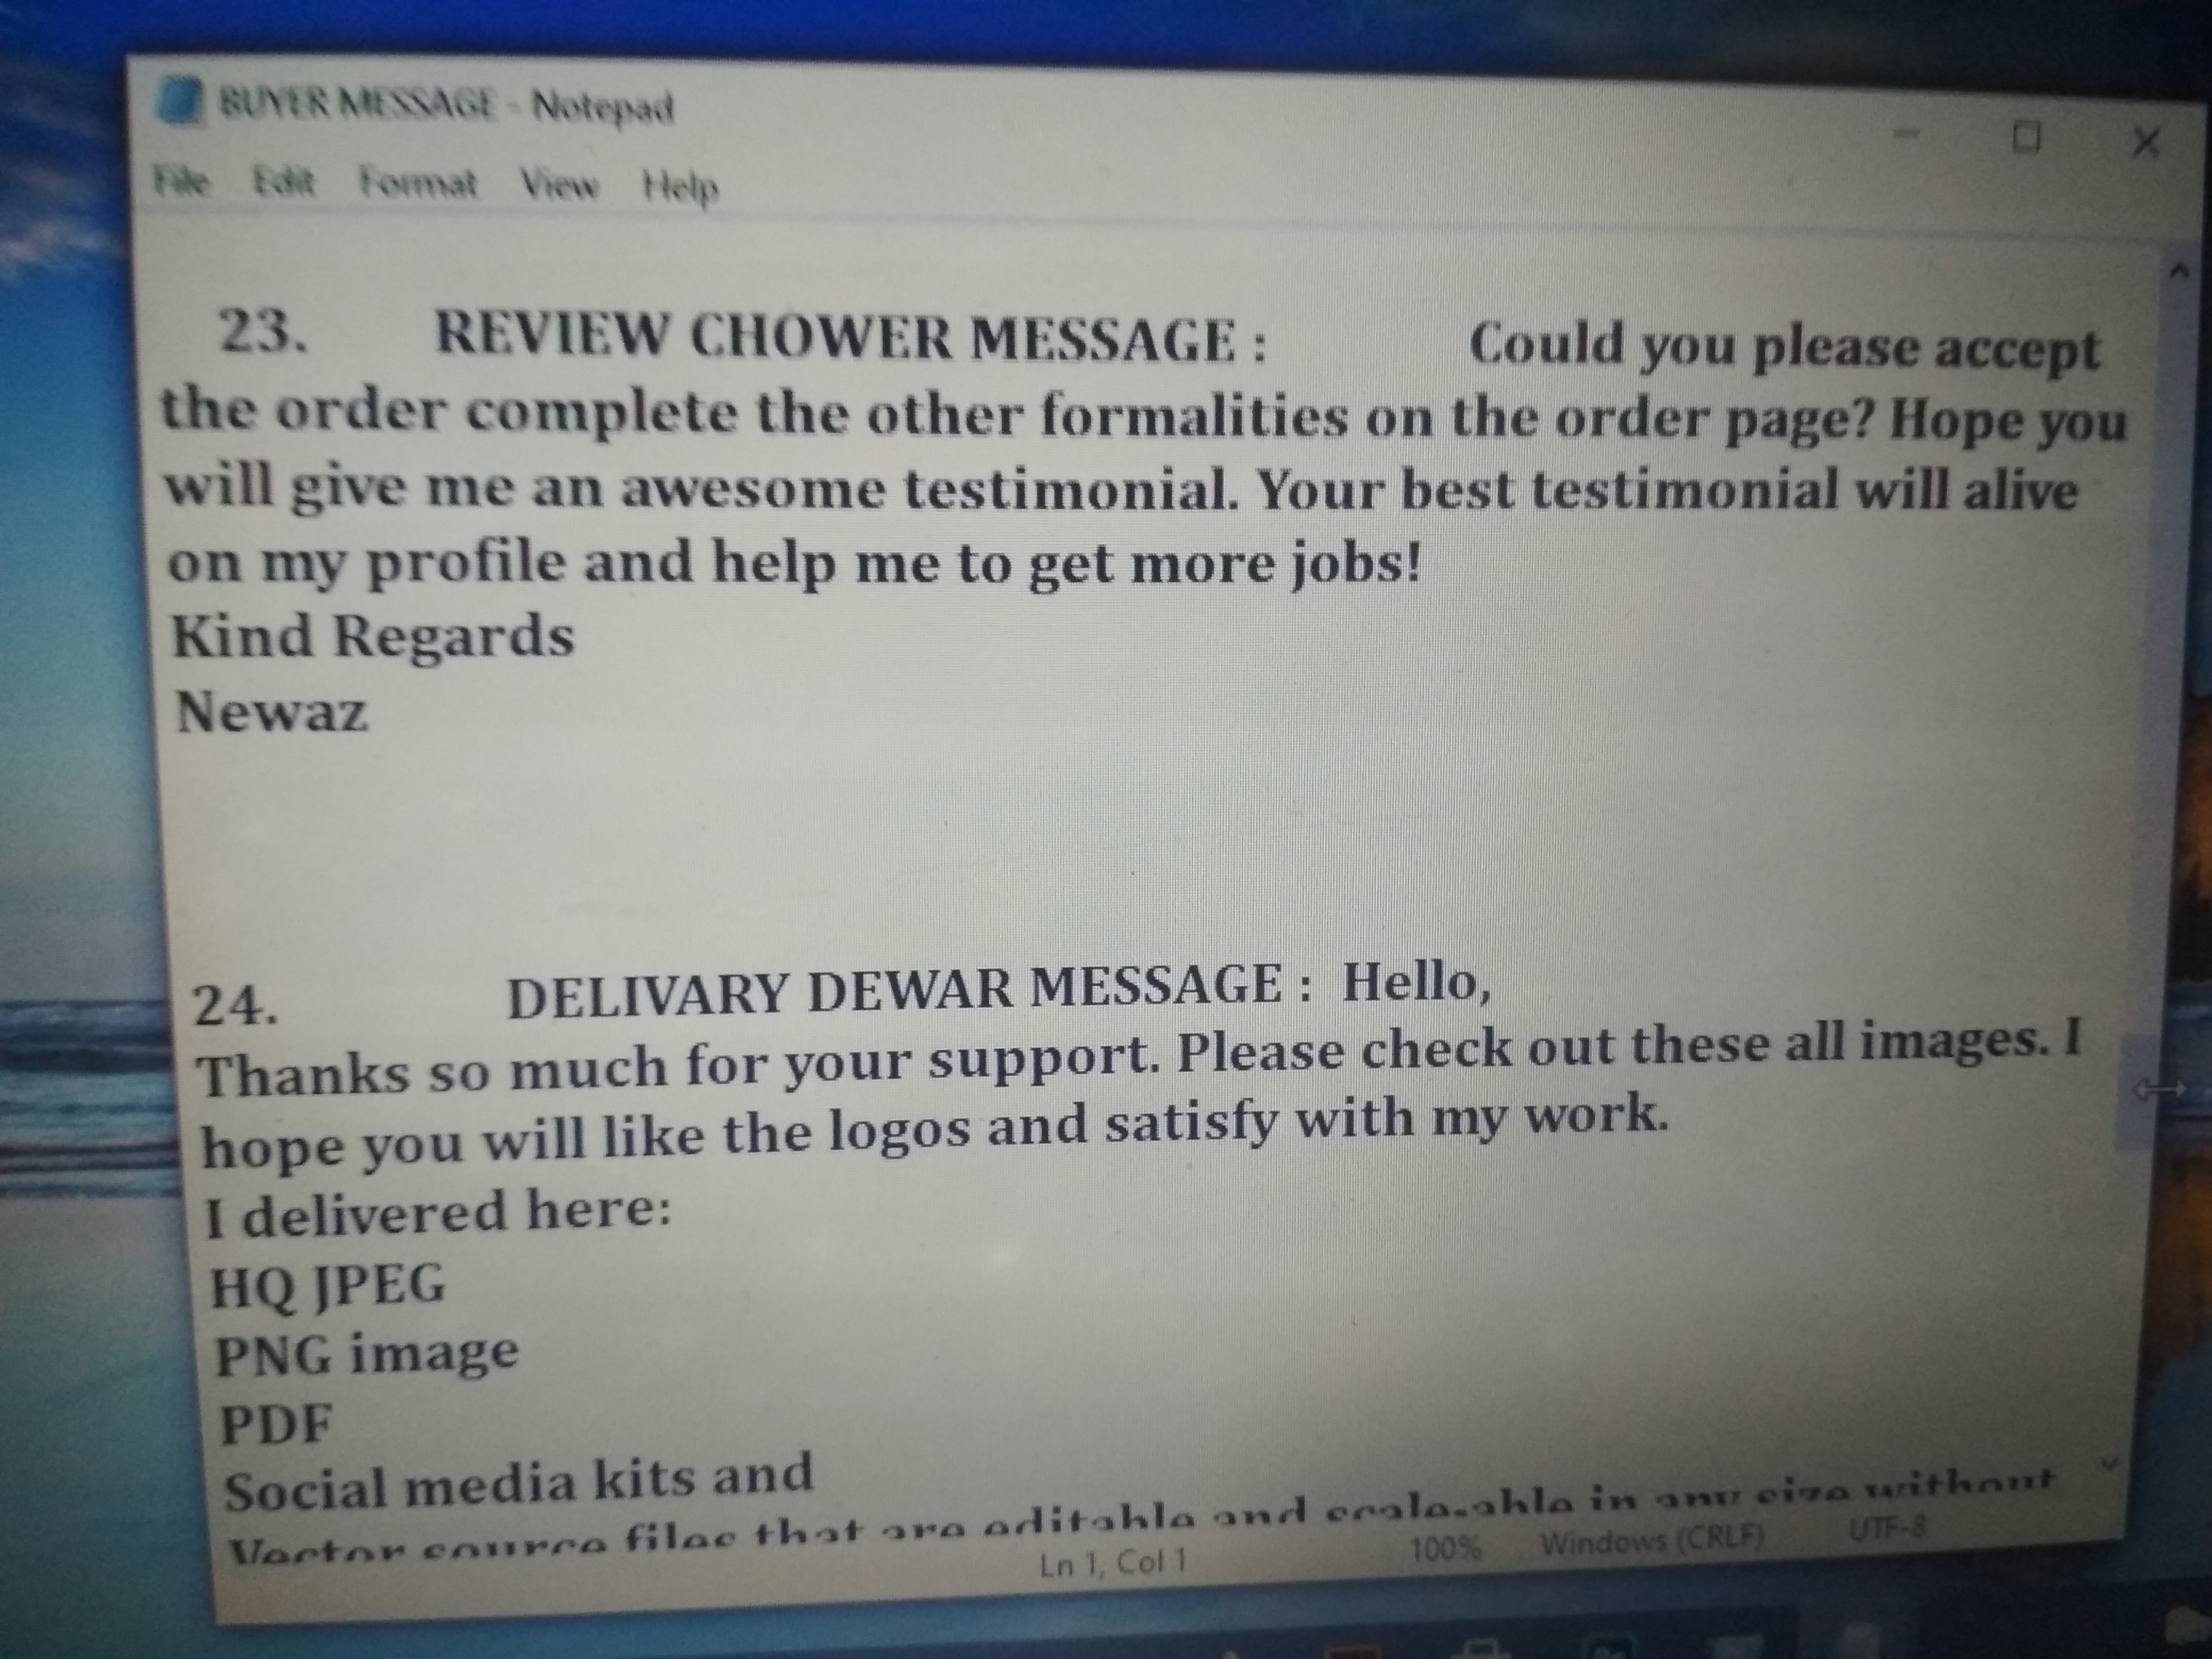 BUYER MESSAGE - Notepad
File Edit Format View Help
23. REVIEW CHOWER MESSAGE : Could you please accept
the order complete the other formalities on the order page? Hope you
will give me an awesome testimonial. Your best testimonial will alive
on my profile and help me to get more jobs!
Kind Regards
Newaz
24. DELIVARY DEWAR MESSAGE : Hello,
Thanks so much for your support. Please check out these all images. I
hope you will like the logos and satisfy with my work.
I delivered here:
HQ JPEG
PNG image
PDF
Social media kits and
Vector source files that are editable and scale-able in any size without
Ln 1, Col 1 100% Windows (CRLF) UTF-8